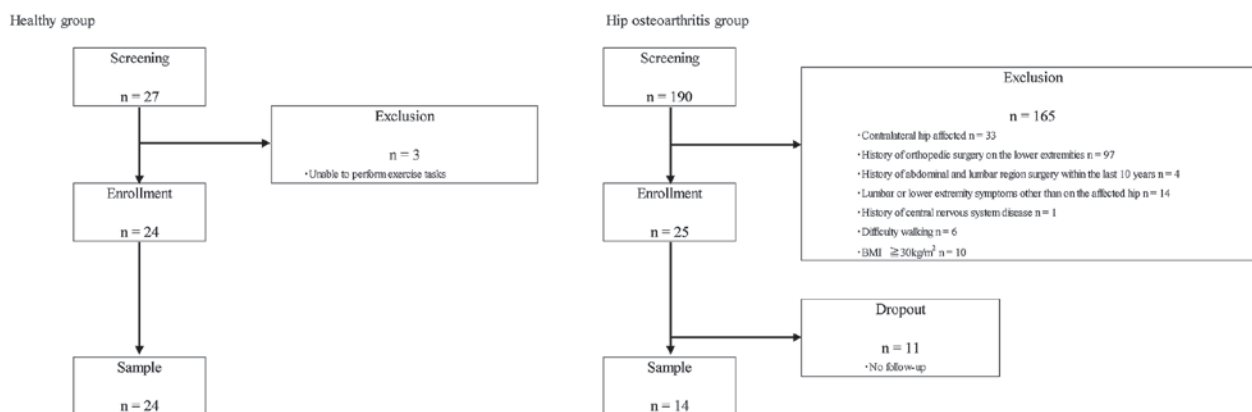 Healthy group
Screening
n = 27
Exclusion
n = 3
・Unable to perform exercise tasks
Enrollment
n = 24
Sample
n = 24
Hip osteoarthritis group
Screening
n = 190
Exclusion
n = 165
・Contralateral hip affected n = 33
・History of orthopedic surgery on the lower extremities n = 97
・History of abdominal and lumbar region surgery within the last 10 years n = 4
・Lumbar or lower extremity symptoms other than on the affected hip n = 14
・History of central nervous system disease n = 1
・Difficulty walking n = 6
・BMI ≧30kg/m² n = 10
Enrollment
n = 25
Dropout
n = 11
・No follow-up
Sample
n = 14